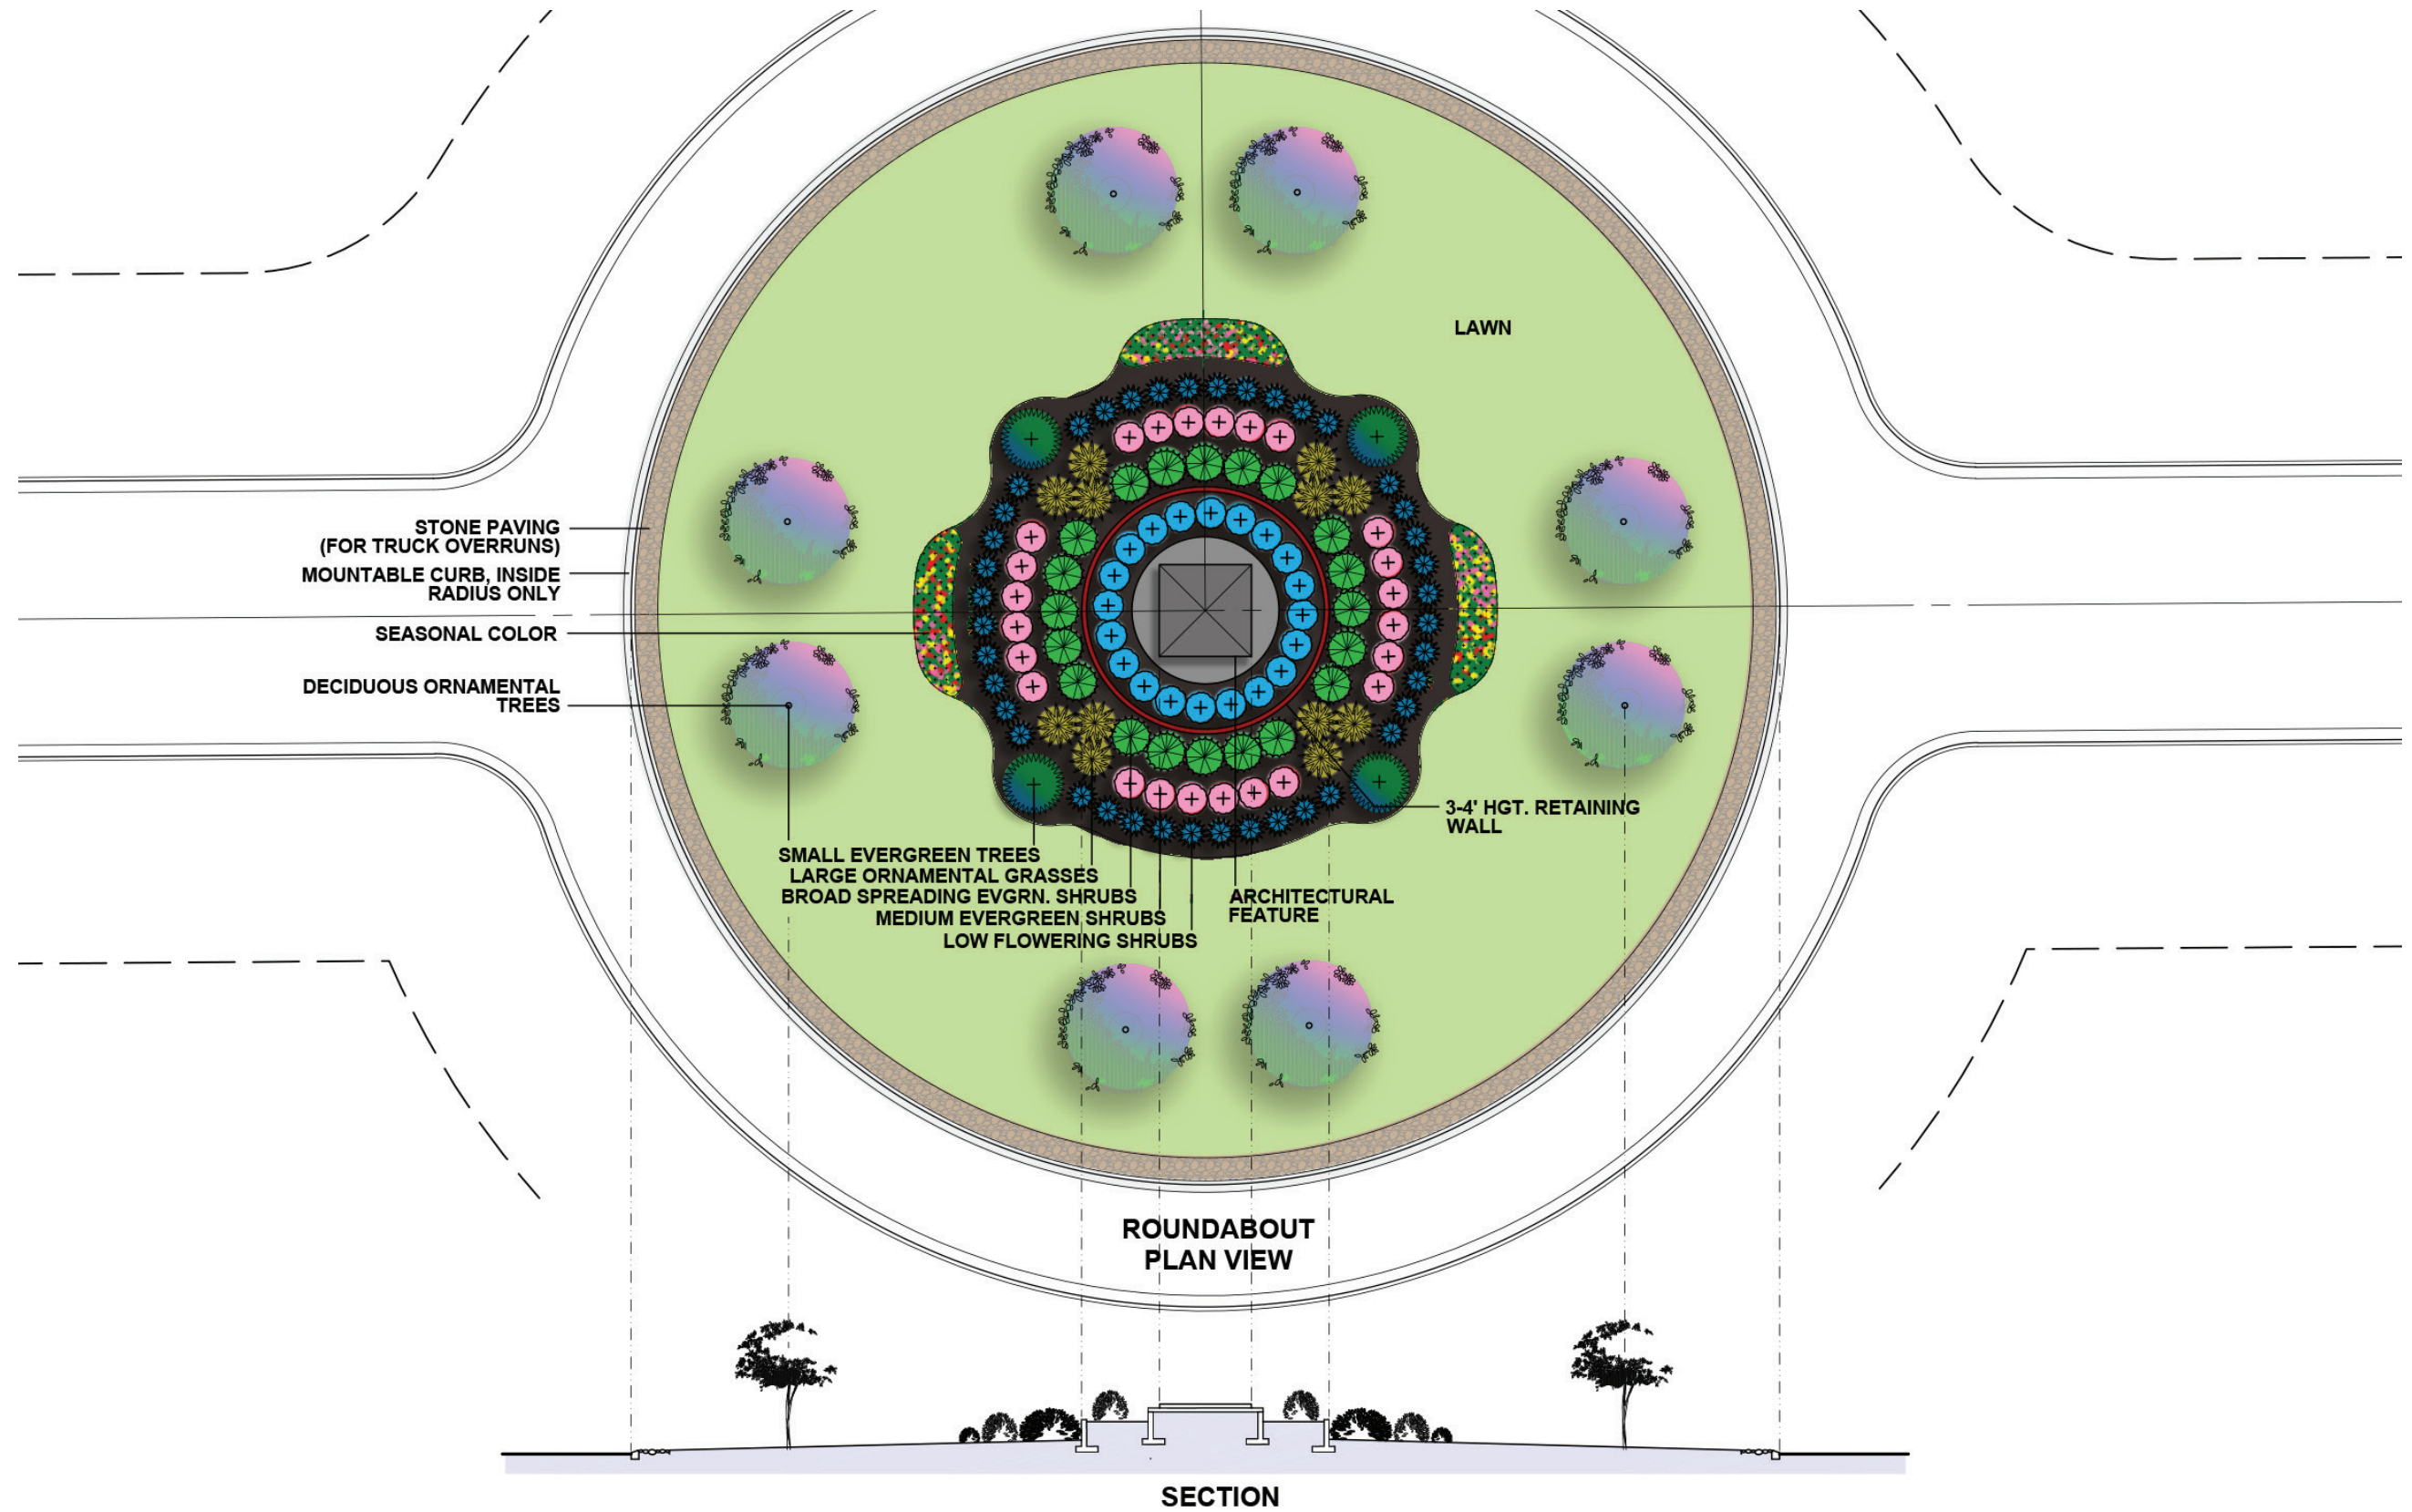 LAWN
STONE PAVING
(FOR TRUCK OVERRUNS)
MOUNTABLE CURB, INSIDE
RADIUS ONLY
SEASONAL COLOR
DECIDUOUS ORNAMENTAL
TREES
3-4' HGT. RETAINING
WALL
SMALL EVERGREEN TREES
LARGE ORNAMENTAL GRASSES
BROAD SPREADING EVGRN. SHRUBS
MEDIUM EVERGREEN SHRUBS
LOW FLOWERING SHRUBS
ARCHITECTURAL
FEATURE
ROUNDABOUT
PLAN VIEW
SECTION